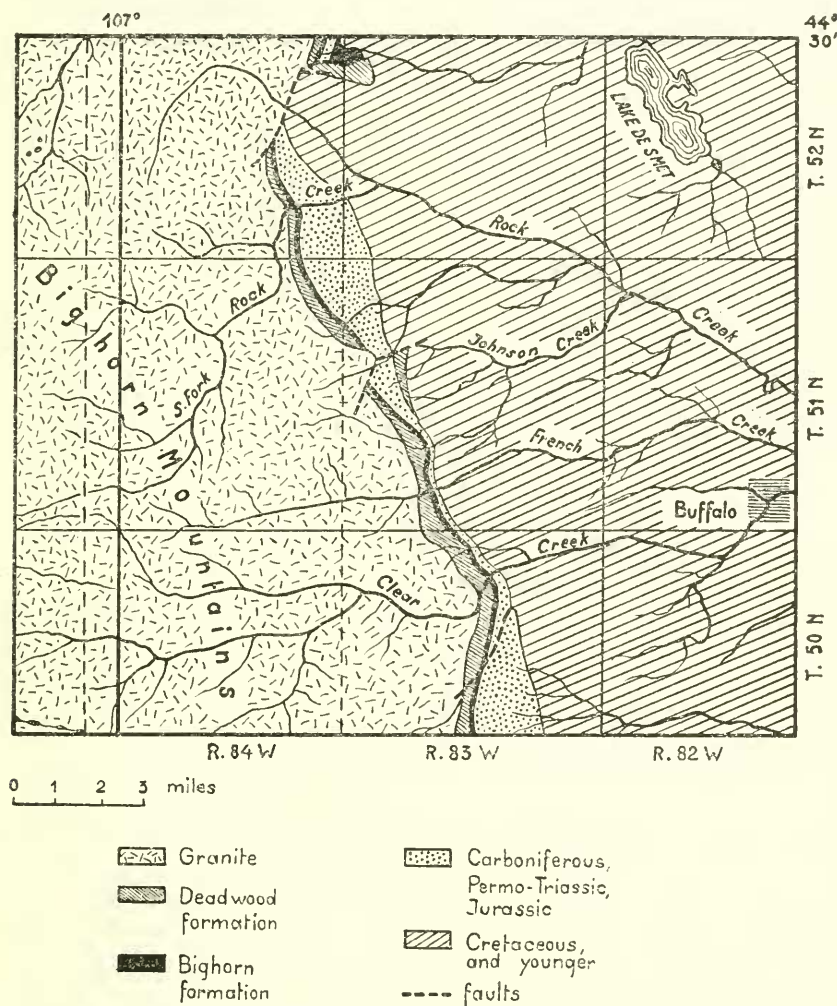 107°
44°
30'
LAKE DE SMET
T. 52 N
Creek
Rock
Rock
Bighorn
Mountains
S. Fork
Johnson
Creek
Creek
T. 51 N
French
Creek
Buffalo
Creek
Clear
T. 50 N
R. 84 W
R. 83 W
R. 82 W
0 1 2 3 miles
Granite
Deadwood
formation
Bighorn
formation
Carboniferous,
Permo-Triassic,
Jurassic
Cretaceous,
and younger
faults